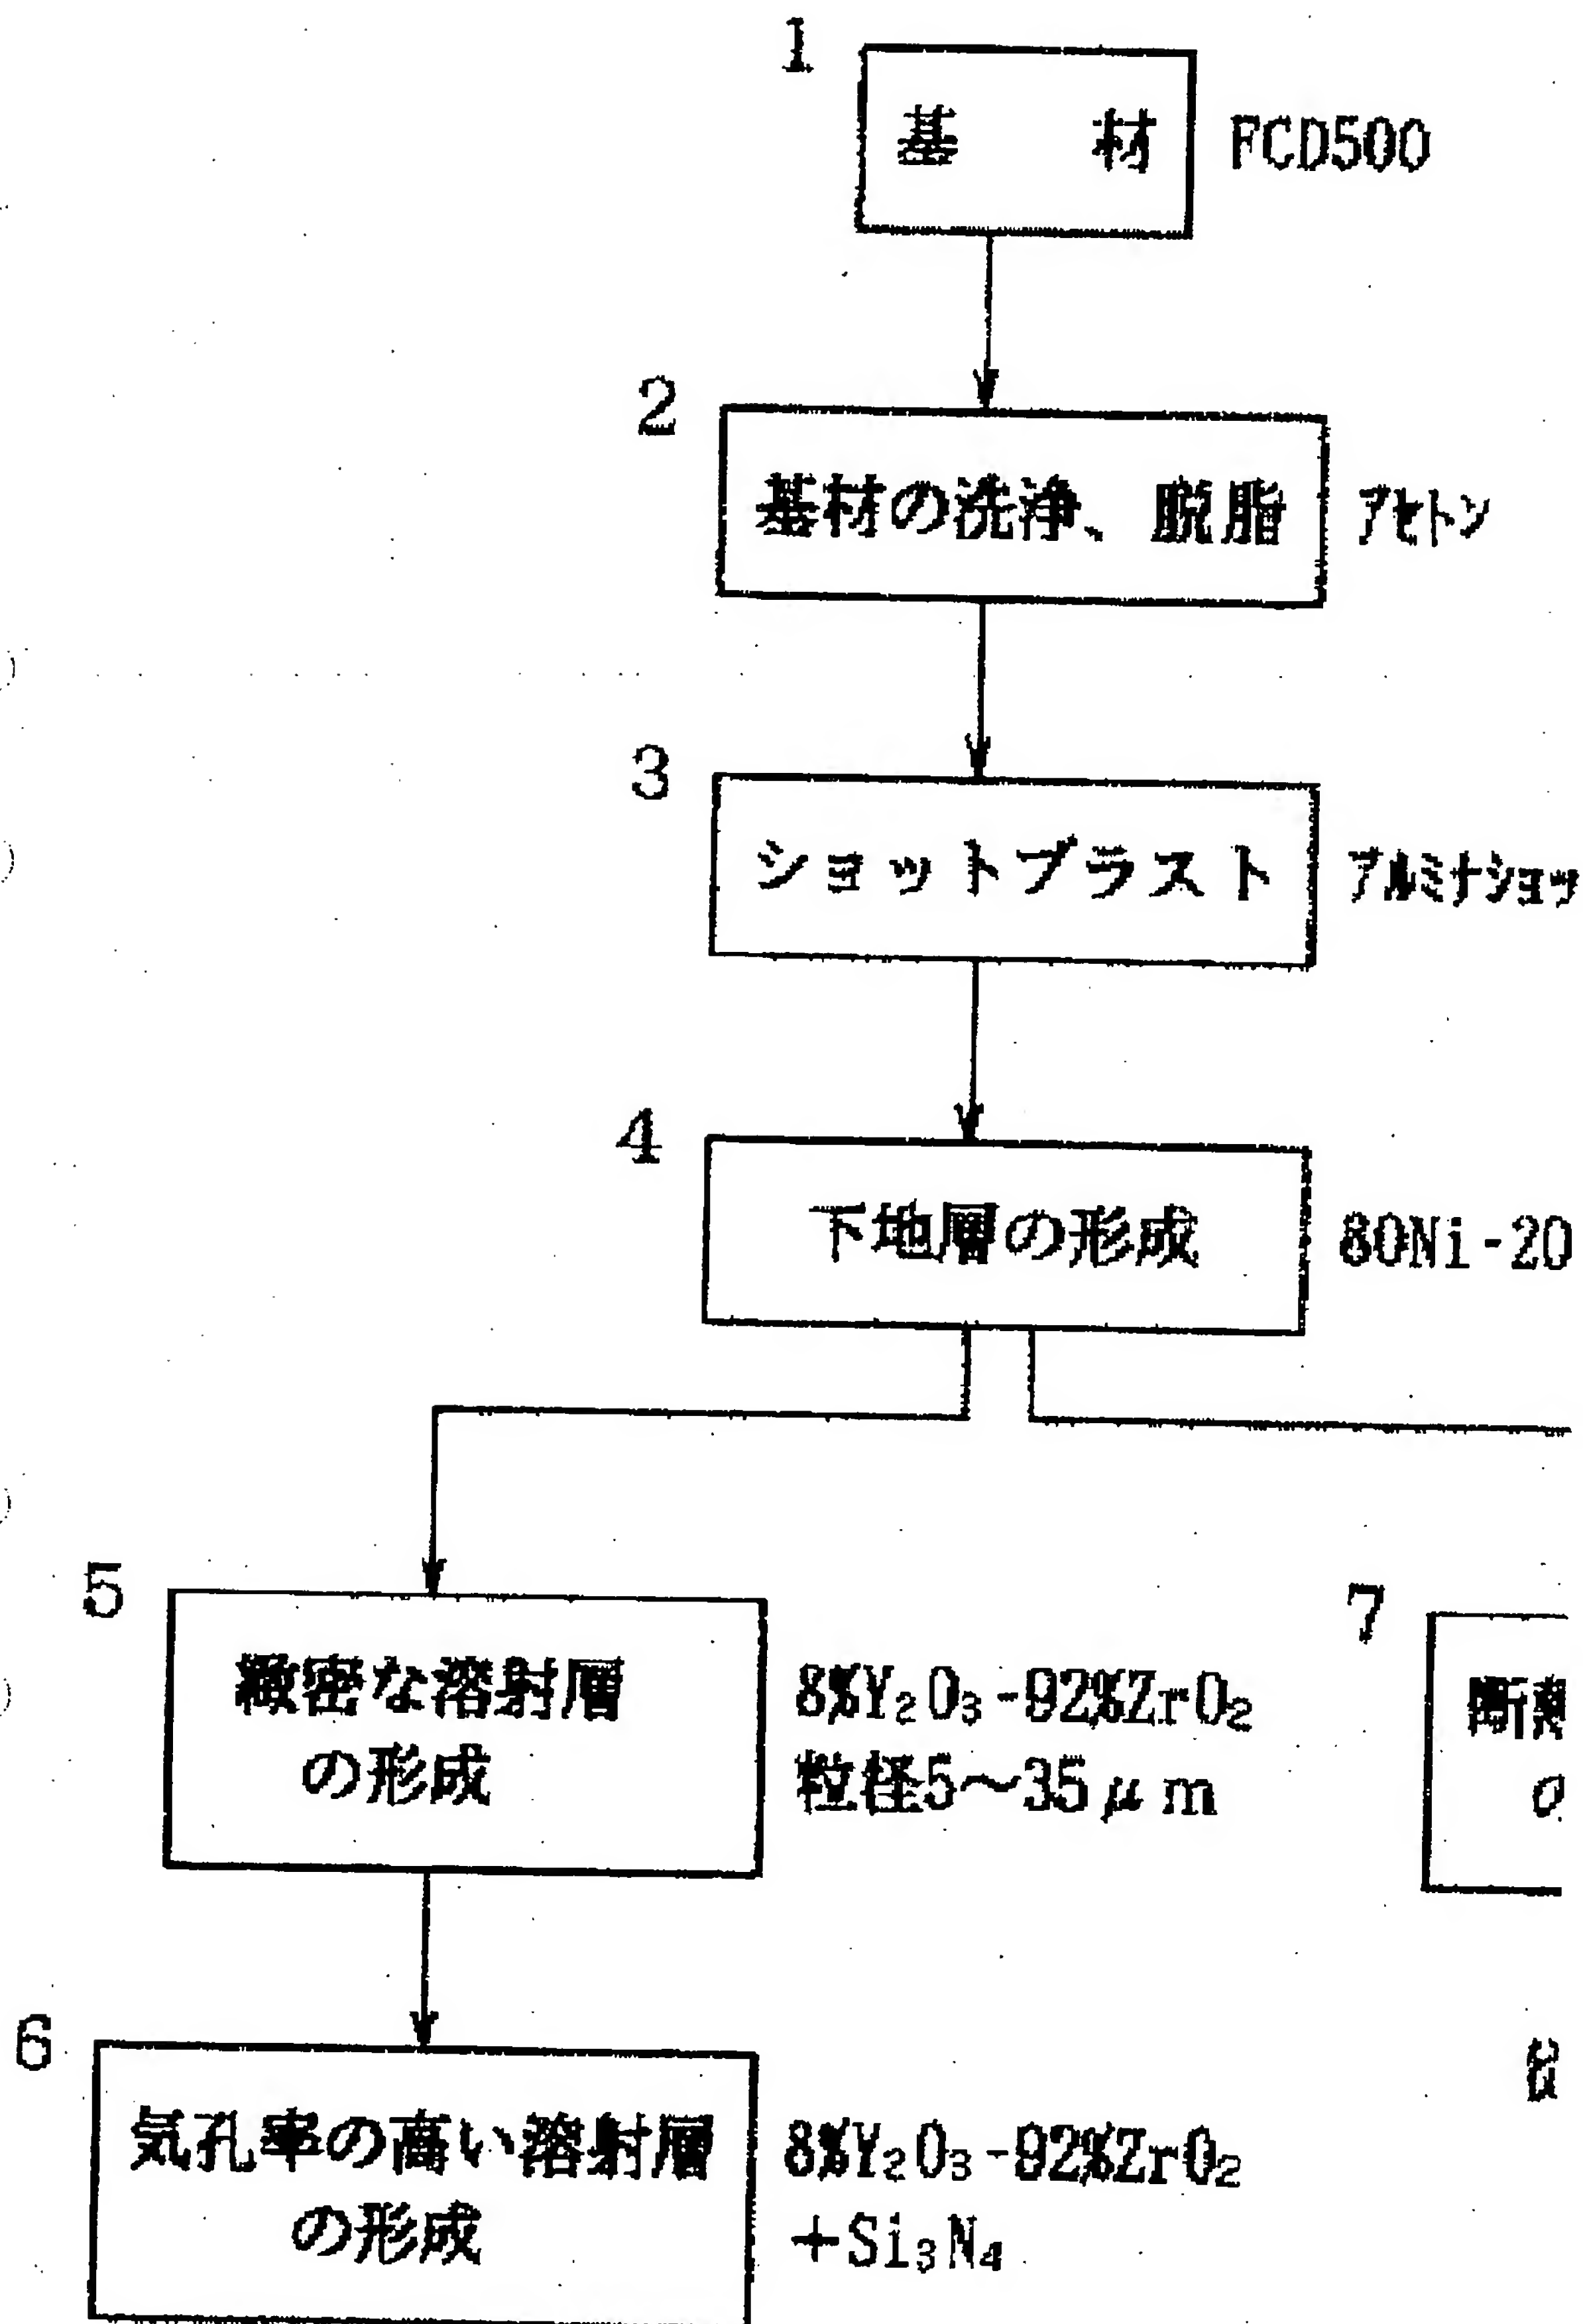 1
基 材 FCD500
2
基材の洗浄、脱脂 アセトン
3
ショットブラスト アルミナショッ
4
下地層の形成 80Ni-20
5
緻密な溶射層
の形成
8%Y₂O₃-92%ZrO₂
粒径5～35μm
7
断
の
6
気孔率の高い溶射層
の形成
8%Y₂O₃-92%ZrO₂
+Si₃N₄